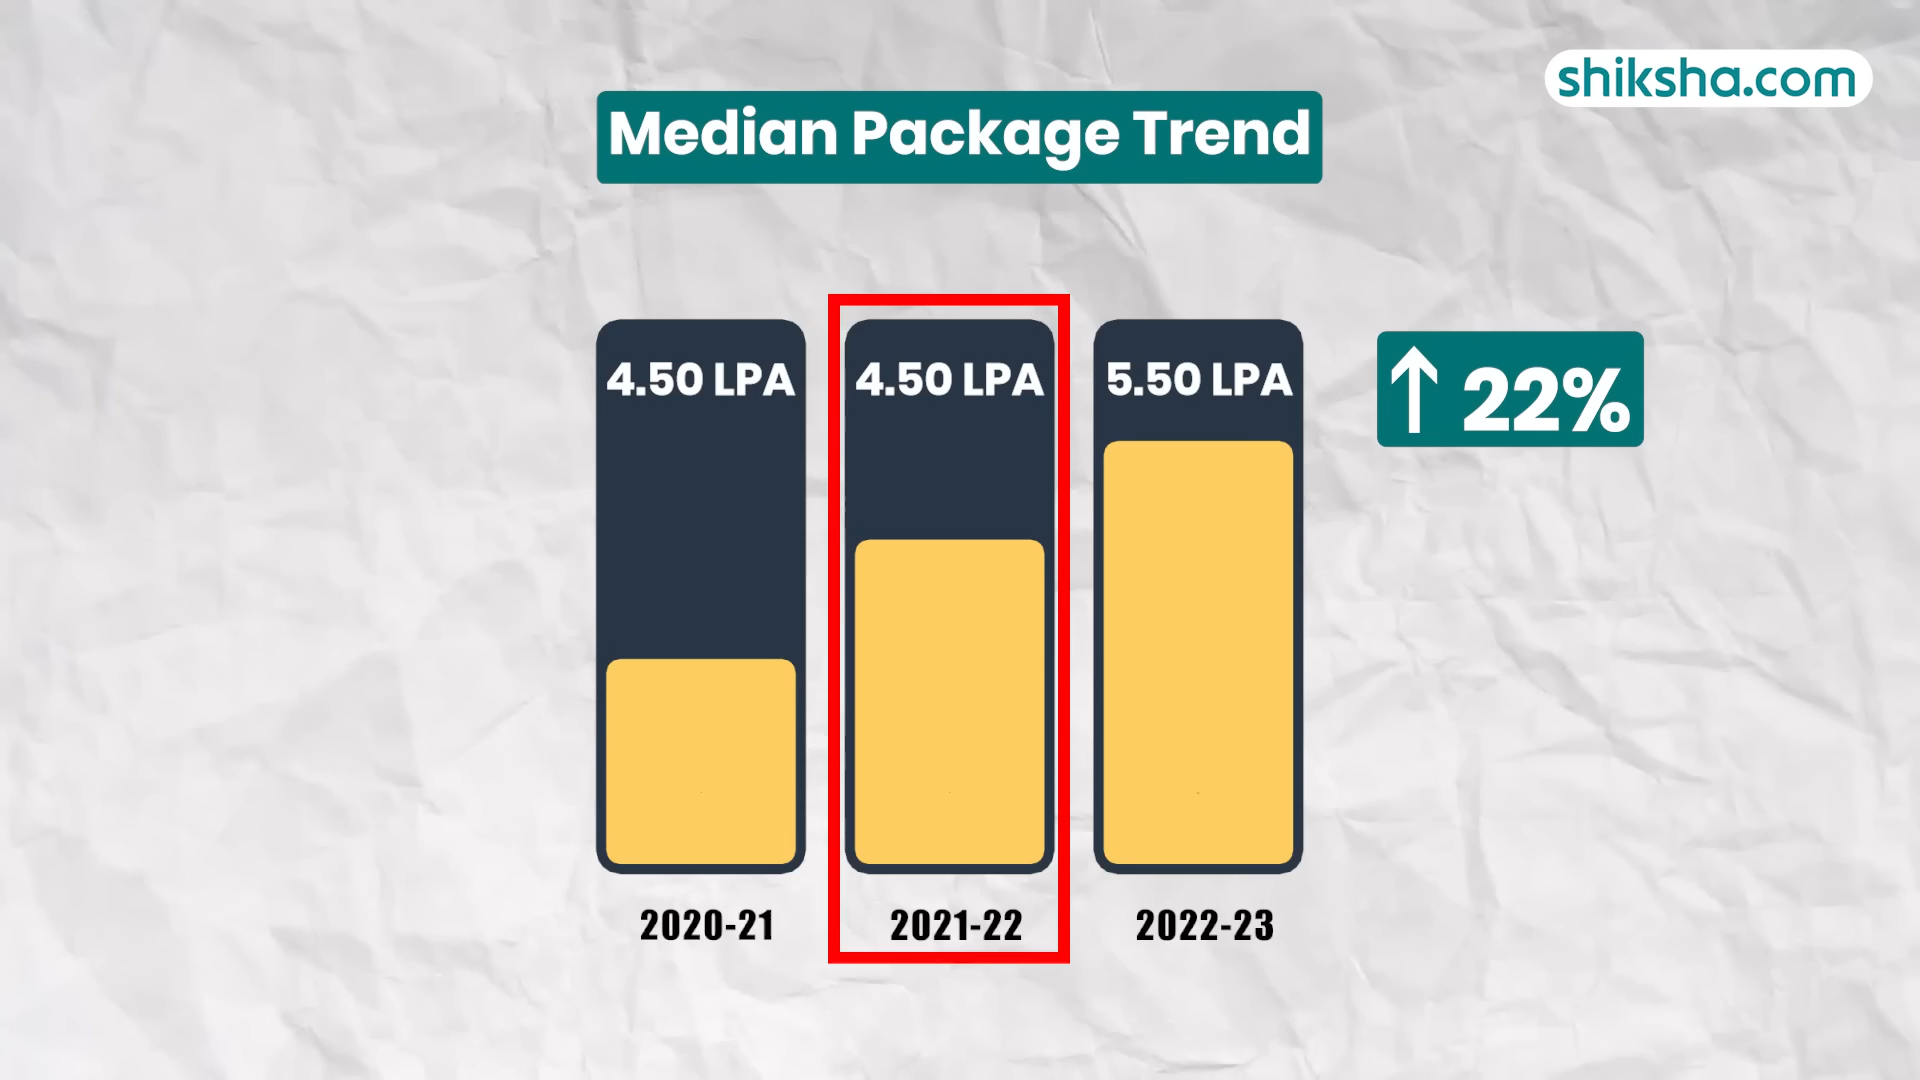 shiksha.com
Median Package Trend
4.50 LPA
4.50 LPA
5.50 LPA
↑ 22%
2020-21
2021-22
2022-23